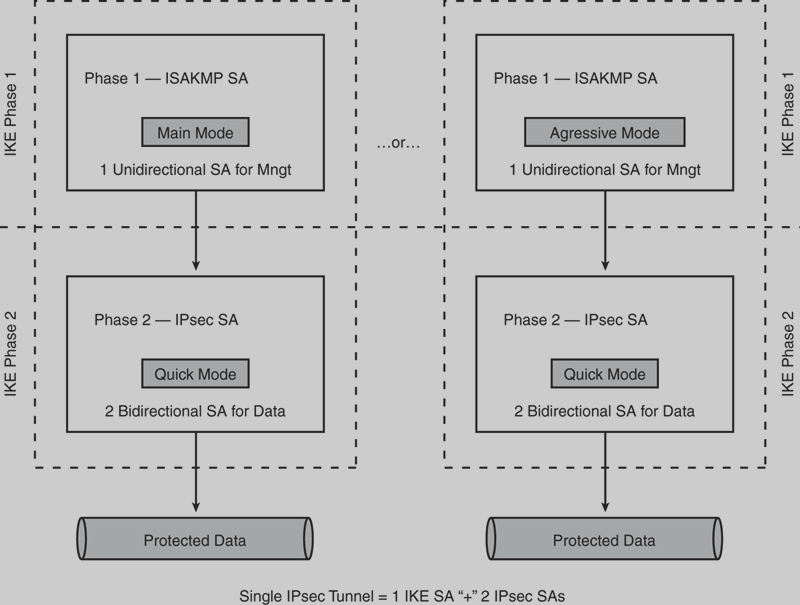 IKE Phase 1
Phase 1 — ISAKMP SA
Main Mode
1 Unidirectional SA for Mngt
…or…
Phase 1 — ISAKMP SA
Agressive Mode
1 Unidirectional SA for Mngt
IKE Phase 1
IKE Phase 2
Phase 2 — IPsec SA
Quick Mode
2 Bidirectional SA for Data
Phase 2 — IPsec SA
Quick Mode
2 Bidirectional SA for Data
IKE Phase 2
Protected Data
Protected Data
Single IPsec Tunnel = 1 IKE SA “+” 2 IPsec SAs